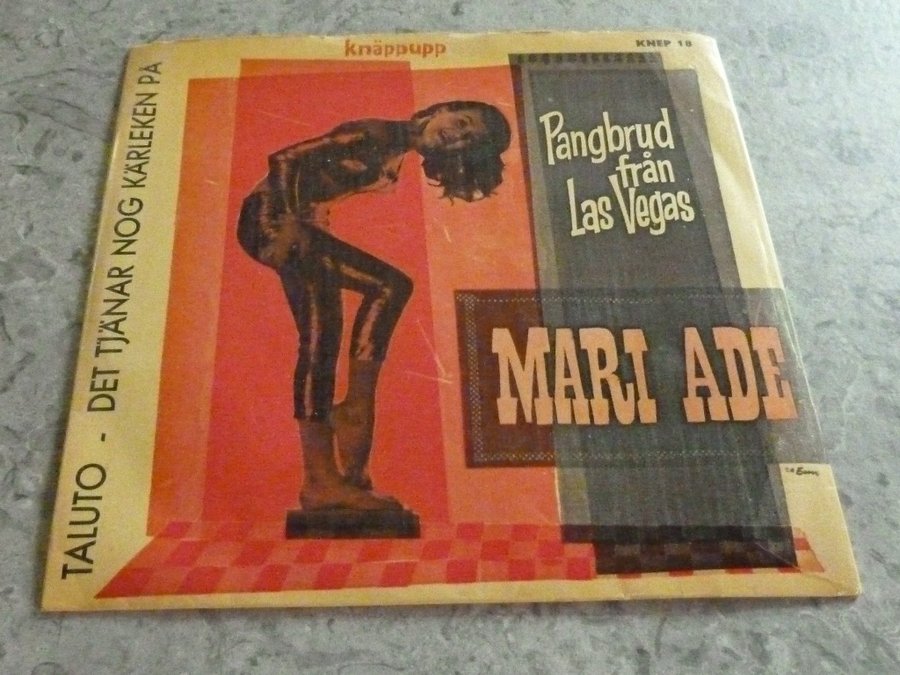 knäppupp
KNEP 18
Pangbrud
från
Las Vegas
MARI ADE
TALUTO - DET TJÄNAR NOG KÄRLEKEN PÅ